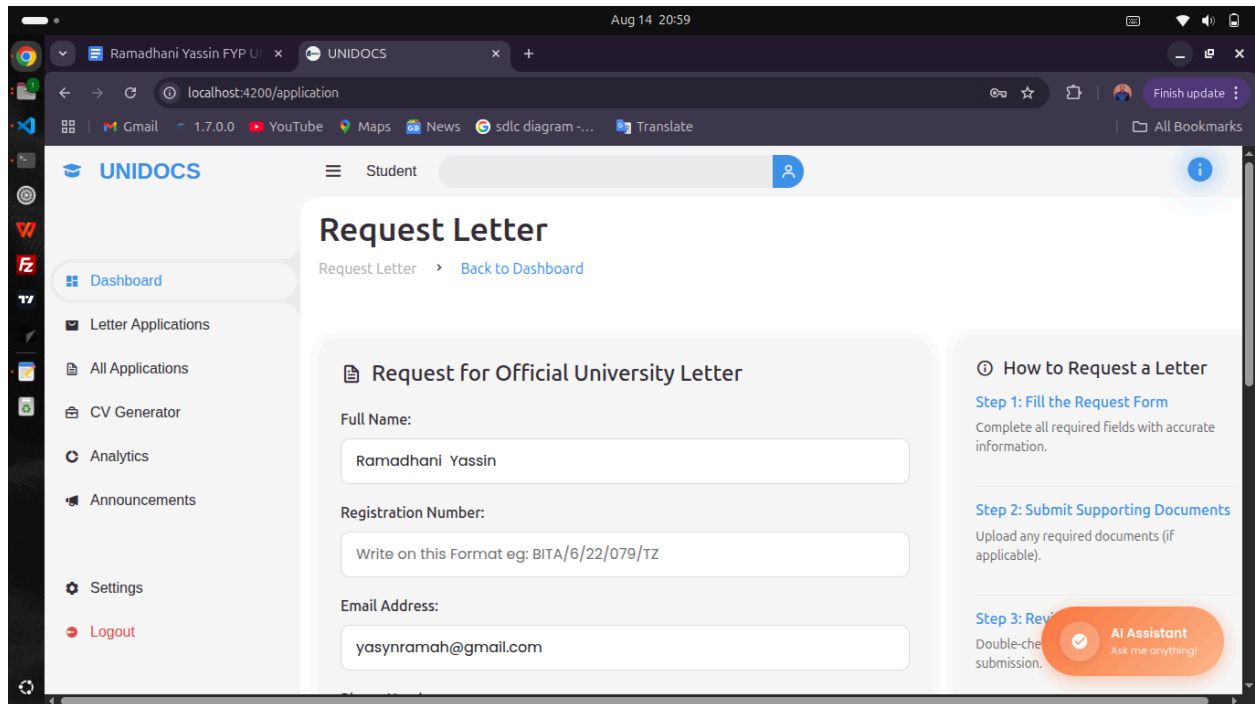 Aug 14 20:59
Ramadhani Yassin FYP U
UNIDOCS
localhost:4200/application
Finish update
Gmail
1.7.0.0
YouTube
Maps
News
sdlc diagram -...
Translate
All Bookmarks
UNIDOCS
Student
Request Letter
Request Letter > Back to Dashboard
Dashboard
Letter Applications
All Applications
CV Generator
Analytics
Announcements
Settings
Logout
Request for Official University Letter
Full Name:
Ramadhani Yassin
Registration Number:
Write on this Format eg: BITA/6/22/079/TZ
Email Address:
yasynramah@gmail.com
How to Request a Letter
Step 1: Fill the Request Form
Complete all required fields with accurate
information.
Step 2: Submit Supporting Documents
Upload any required documents (if
applicable).
Step 3:
submission.
AI Assistant
Ask me anything!